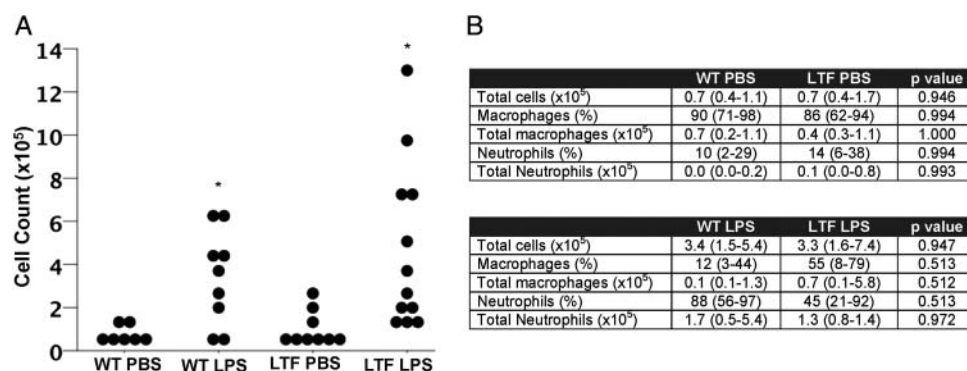 A
B
14
12
10
8
6
4
2
0
Cell Count (x10⁵)
*
*
WT PBS WT LPS LTF PBS LTF LPS
WT PBS LTF PBS p value
Total cells (x10⁵) 0.7 (0.4-1.1) 0.7 (0.4-1.7) 0.946
Macrophages (%) 90 (71-98) 86 (62-94) 0.994
Total macrophages (x10⁵) 0.7 (0.2-1.1) 0.4 (0.3-1.1) 1.000
Neutrophils (%) 10 (2-29) 14 (6-38) 0.994
Total Neutrophils (x10⁵) 0.0 (0.0-0.2) 0.1 (0.0-0.8) 0.993
WT LPS LTF LPS p value
Total cells (x10⁵) 3.4 (1.5-5.4) 3.3 (1.6-7.4) 0.947
Macrophages (%) 12 (3-44) 55 (8-79) 0.513
Total macrophages (x10⁵) 0.1 (0.1-1.3) 0.7 (0.1-5.8) 0.512
Neutrophils (%) 88 (56-97) 45 (21-92) 0.513
Total Neutrophils (x10⁵) 1.7 (0.5-5.4) 1.3 (0.8-1.4) 0.972